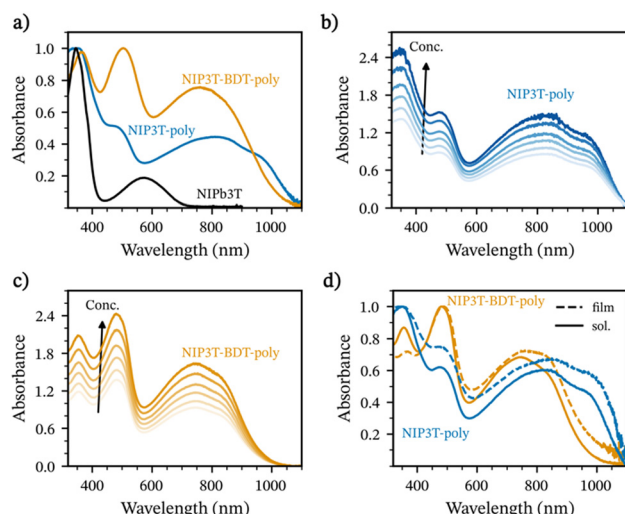 a)
Absorbance
1.0
0.8
0.6
0.4
0.2
NIP3T-BDT-poly
NIP3T-poly
NIPb3T
400 600 800 1000
Wavelength (nm)
b)
Absorbance
2.4
1.8
1.2
0.6
0.0
Conc.
NIP3T-poly
400 600 800 1000
Wavelength (nm)
c)
Absorbance
2.4
1.8
1.2
0.6
0.0
Conc.
NIP3T-BDT-poly
400 600 800 1000
Wavelength (nm)
d)
Absorbance
1.0
0.8
0.6
0.4
0.2
NIP3T-BDT-poly
film
sol.
NIP3T-poly
400 600 800 1000
Wavelength (nm)